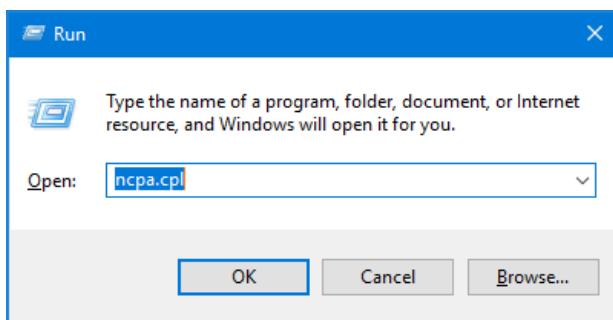 Run
Type the name of a program, folder, document, or Internet
resource, and Windows will open it for you.
Open: ncpa.cpl
OK Cancel Browse...